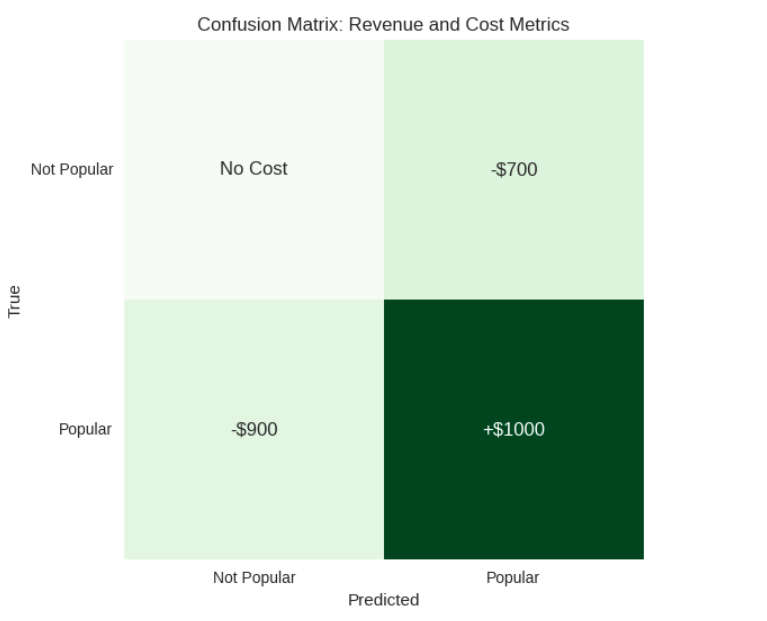 Confusion Matrix: Revenue and Cost Metrics
Not Popular
No Cost
-$700
True
Popular
-$900
+$1000
Not Popular
Popular
Predicted